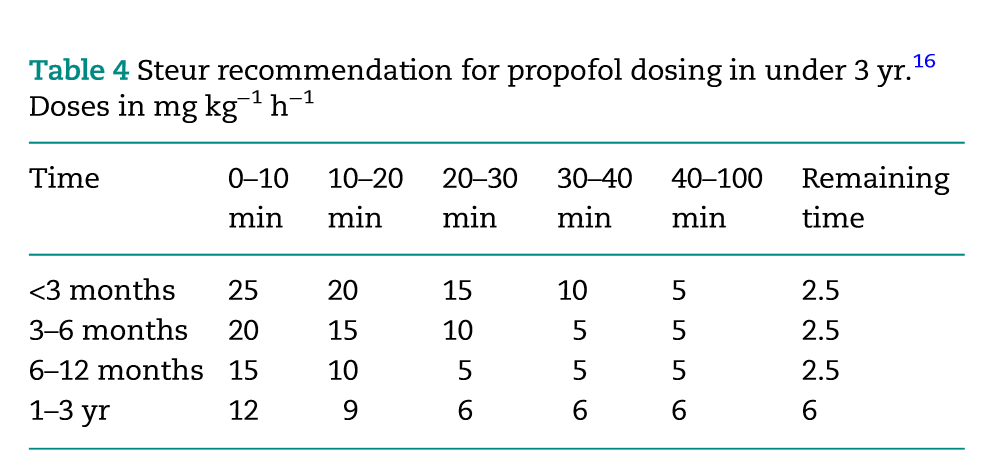 Table 4 Steur recommendation for propofol dosing in under 3 yr.¹⁶
Doses in mg kg⁻¹ h⁻¹
Time 0–10 10–20 20–30 30–40 40–100 Remaining
min min min min min time
<3 months 25 20 15 10 5 2.5
3–6 months 20 15 10 5 5 2.5
6–12 months 15 10 5 5 5 2.5
1–3 yr 12 9 6 6 6 6